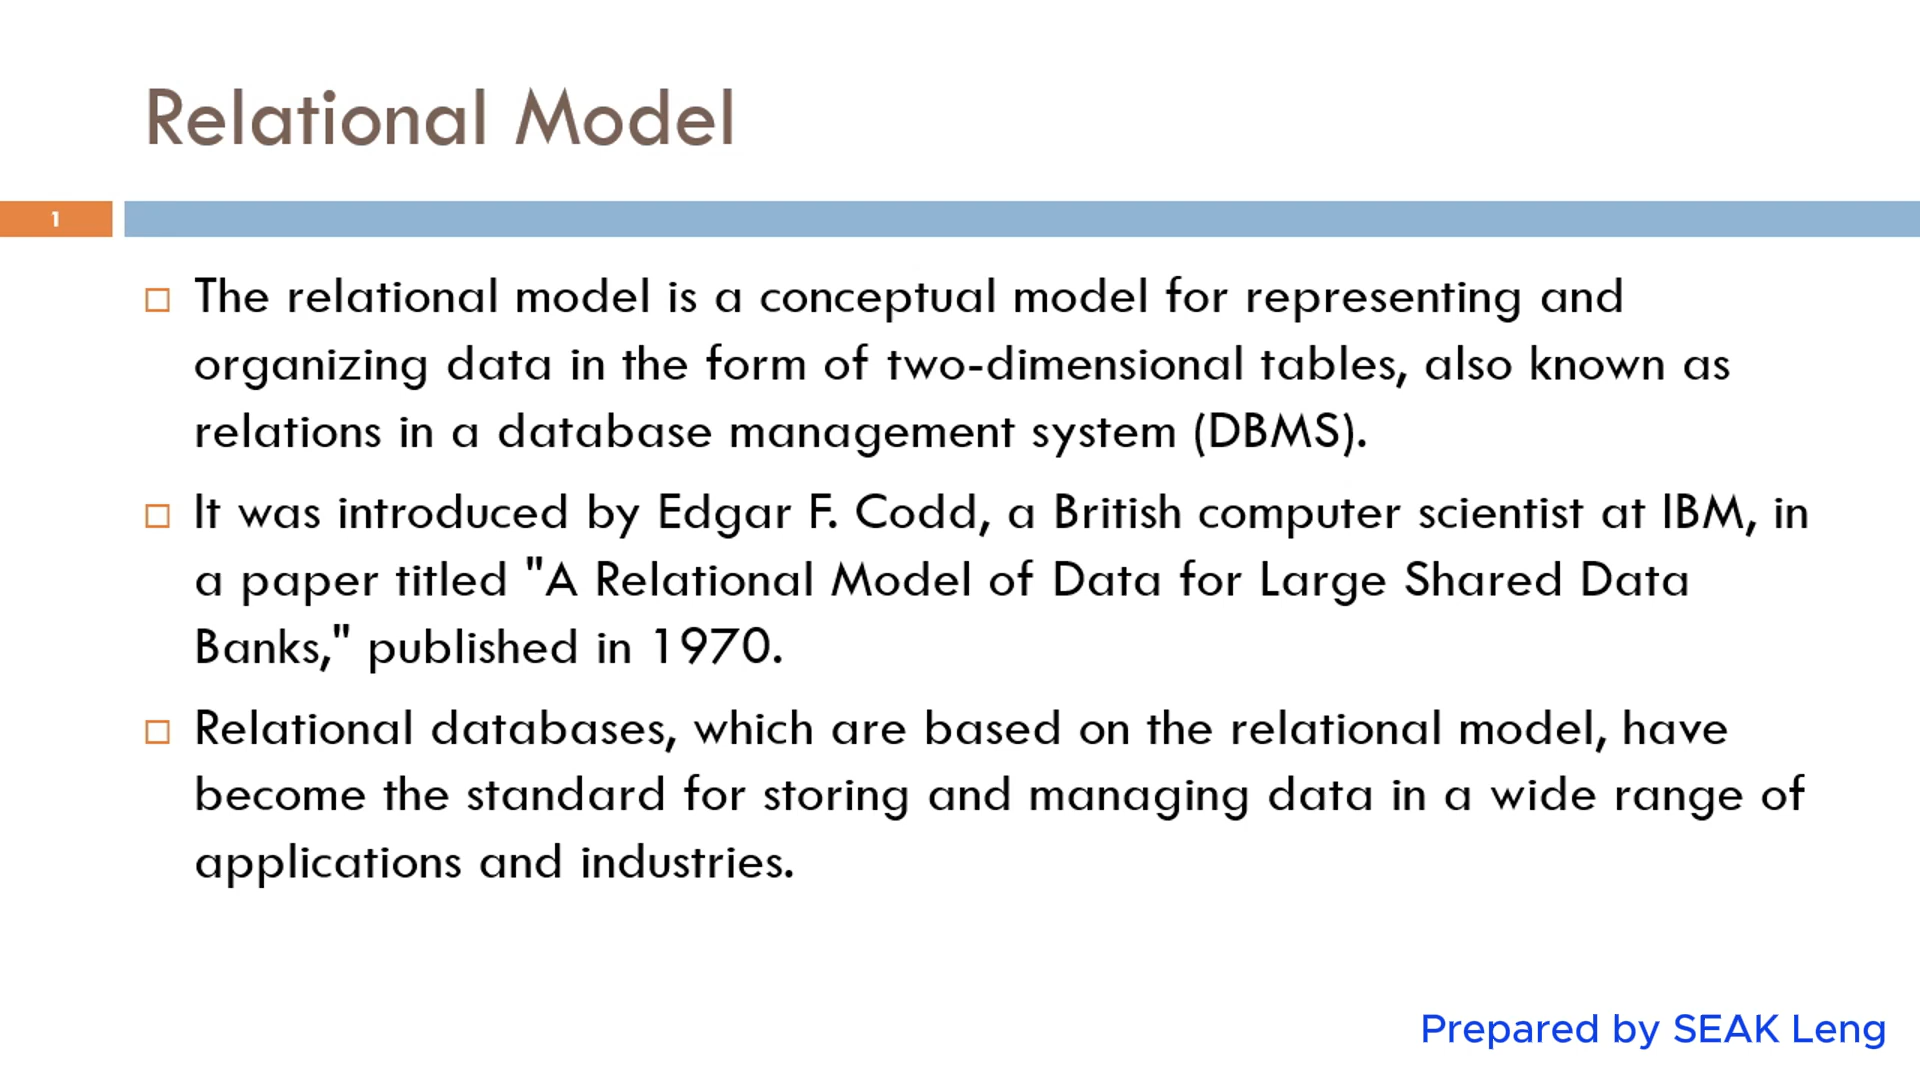 Relational Model
1
The relational model is a conceptual model for representing and
organizing data in the form of two-dimensional tables, also known as
relations in a database management system (DBMS).
It was introduced by Edgar F. Codd, a British computer scientist at IBM, in
a paper titled "A Relational Model of Data for Large Shared Data
Banks," published in 1970.
Relational databases, which are based on the relational model, have
become the standard for storing and managing data in a wide range of
applications and industries.
Prepared by SEAK Leng